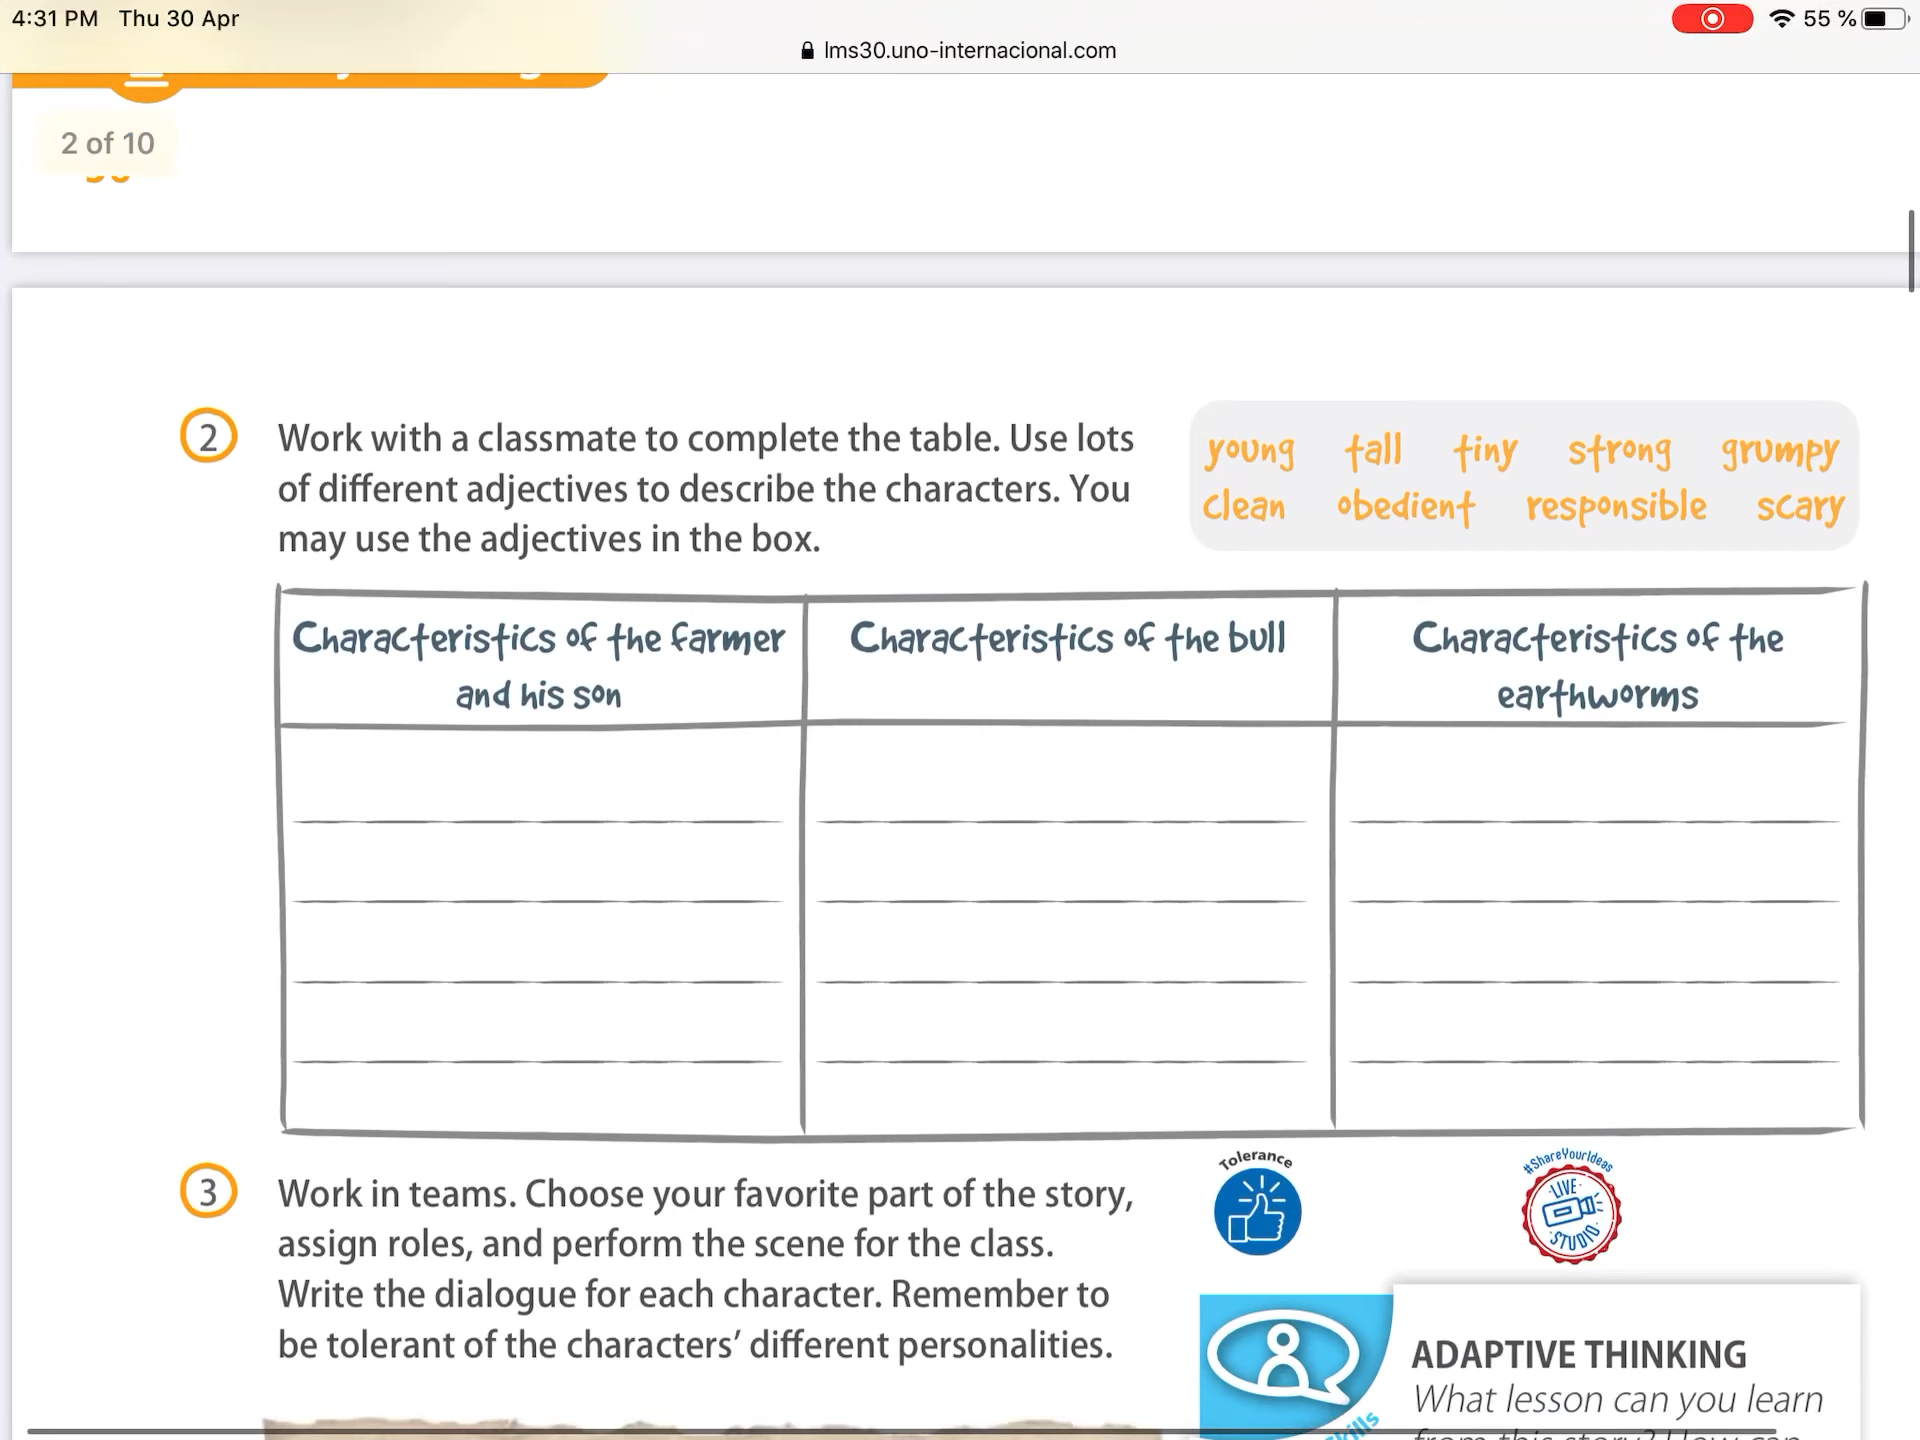 4:31 PM Thu 30 Apr
55 %
lms30.uno-internacional.com
2 of 10
2 Work with a classmate to complete the table. Use lots
of different adjectives to describe the characters. You
may use the adjectives in the box.
young tall tiny strong grumpy
clean obedient responsible scary
Characteristics of the farmer
and his son
Characteristics of the bull
Characteristics of the
earthworms
3 Work in teams. Choose your favorite part of the story,
assign roles, and perform the scene for the class.
Write the dialogue for each character. Remember to
be tolerant of the characters' different personalities.
Tolerance
#ShareYourIdeas
LIVE
STUDIO
ADAPTIVE THINKING
What lesson can you learn
from this story? How can